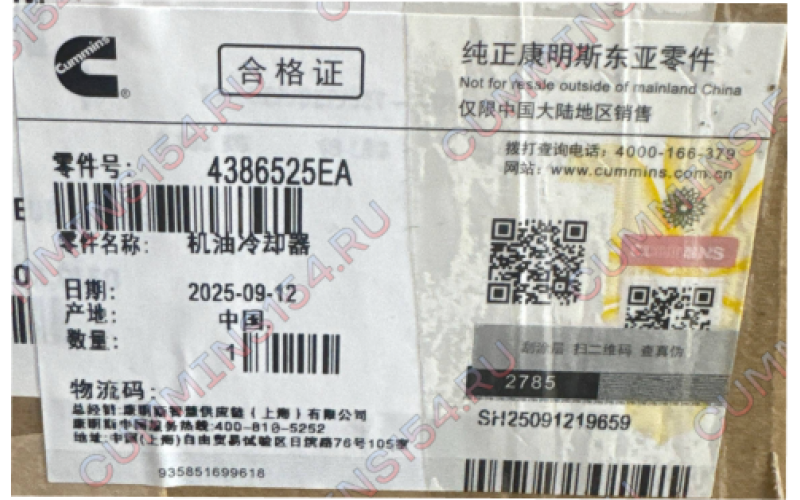 Cummins
®
合格证
纯正康明斯东亚零件
Not for resale outside of mainland China
仅限中国大陆地区销售
拨打查询电话：4000-166-379
网站：www.cummins.com.cn
零件号： 4386525EA
零件名称： 机油冷却器
日期： 2025-09-12
产地： 中国
数量： 1
物流码：
总经销:康明斯智慧供应链（上海）有限公司
康明斯中国服务热线:400-810-5252
地址:中国(上海)自由贸易试验区日滨路76号105室
935851699618
CUMMINS
刮涂层 扫二维码 查真伪
2785
SH25091219659
CUMMINS154.RU